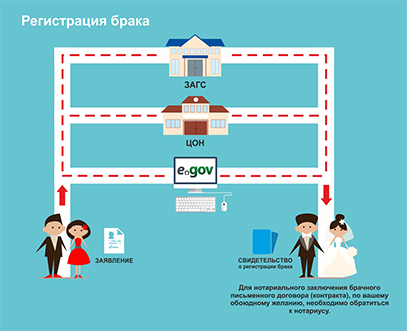 Регистрация брака
ЗАГС
ЦОН
egov
ЗАЯВЛЕНИЕ
СВИДЕТЕЛЬСТВО
о регистрации брака
Для нотариального заключения брачного
письменного договора (контракта), по вашему
обоюдному желанию, необходимо обратиться
к нотариусу.